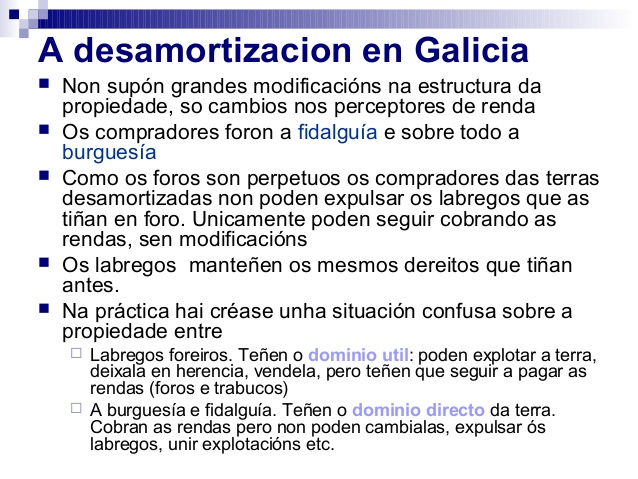 A desamortizacion en Galicia
Non supón grandes modificacións na estructura da
propiedade, so cambios nos perceptores de renda
Os compradores foron a fidalguía e sobre todo a
burguesía
Como os foros son perpetuos os compradores das terras
desamortizadas non poden expulsar os labregos que as
tiñan en foro. Unicamente poden seguir cobrando as
rendas, sen modificacións
Os labregos  manteñen os mesmos dereitos que tiñan
antes.
Na práctica hai créase unha situación confusa sobre a
propiedade entre
Labregos foreiros. Teñen o dominio util: poden explotar a terra,
deixala en herencia, vendela, pero teñen que seguir a pagar as
rendas (foros e trabucos)
A burguesía e fidalguía. Teñen o dominio directo da terra.
Cobran as rendas pero non poden cambialas, expulsar ós
labregos, unir explotacións etc.